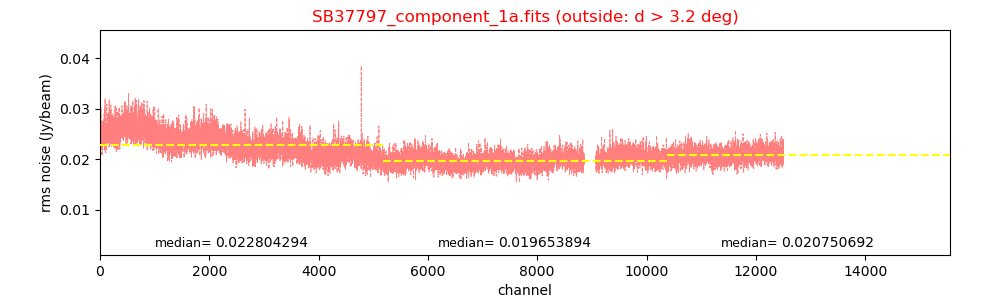 SB37797_component_1a.fits (outside: d > 3.2 deg)
rms noise (Jy/beam)
0.04
0.03
0.02
0.01
median= 0.022804294 median= 0.019653894 median= 0.020750692
0 2000 4000 6000 8000 10000 12000 14000
channel